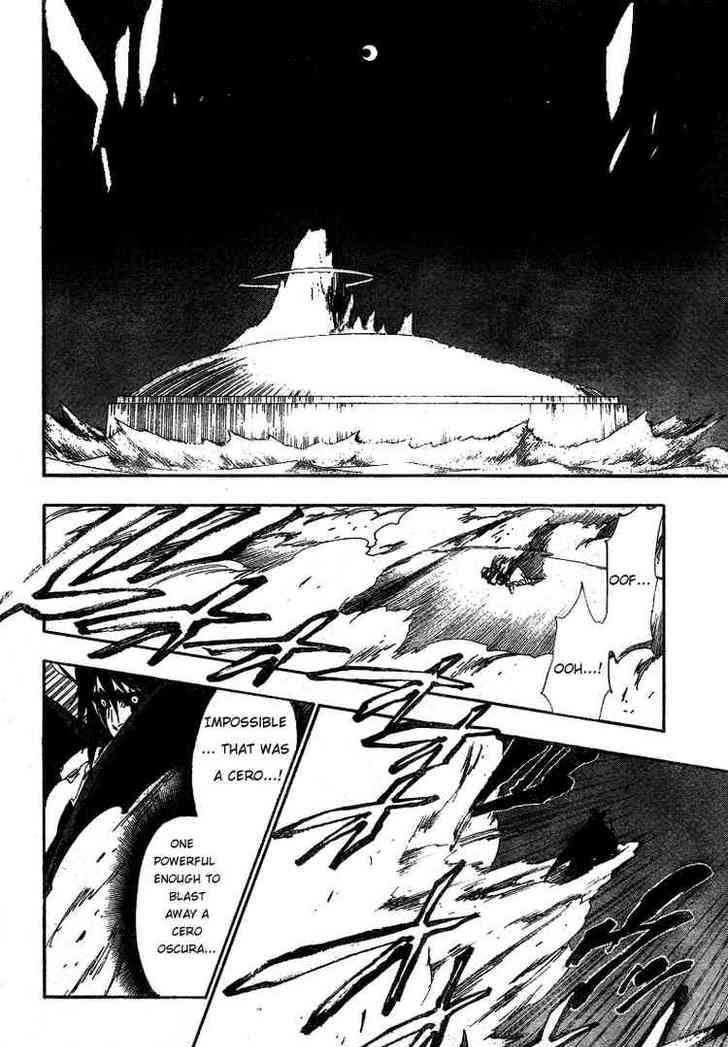 OOF...
OOH...!
IMPOSSIBLE
... THAT WAS
A CERO...!
ONE
POWERFUL
ENOUGH TO
BLAST
AWAY A
CERO
OSCURA...